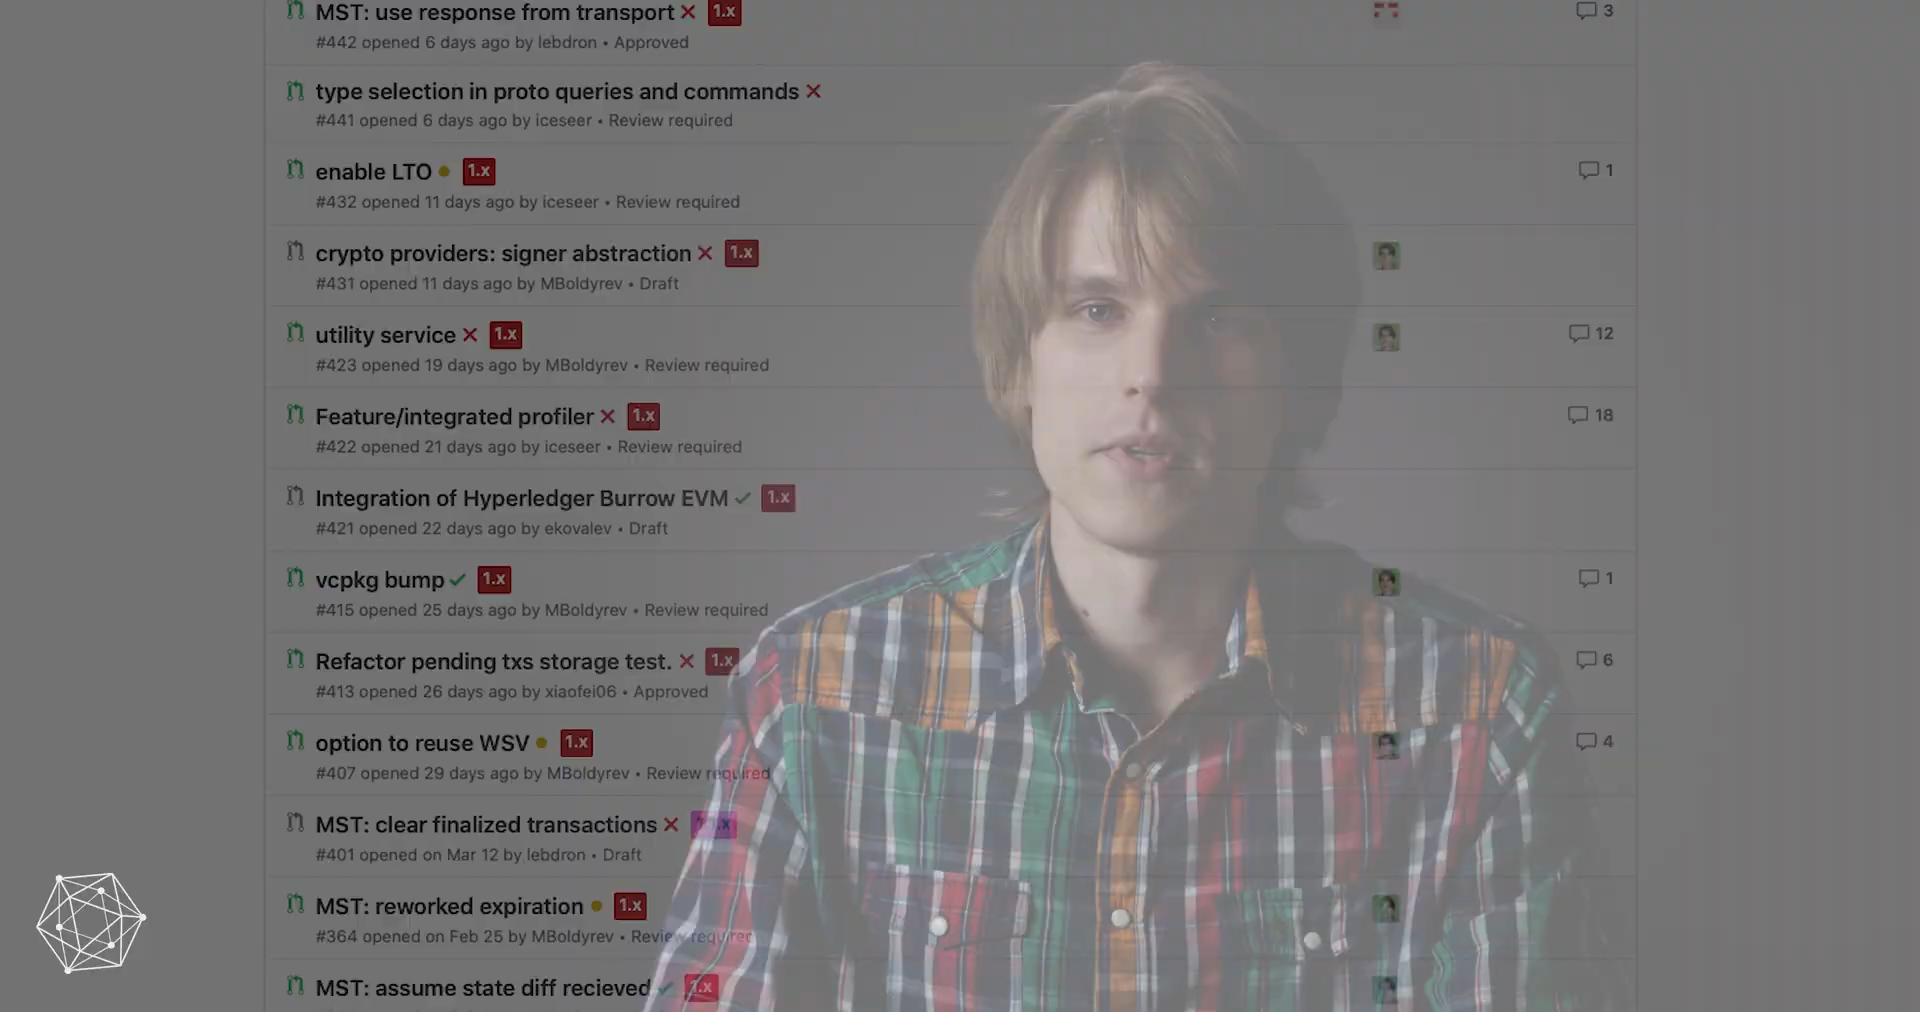 MST: use response from transport 1.x 3
#442 opened 6 days ago by lebdron • Approved
type selection in proto queries and commands
#441 opened 6 days ago by iceseer • Review required
enable LTO 1.x 1
#432 opened 11 days ago by iceseer • Review required
crypto providers: signer abstraction 1.x
#431 opened 11 days ago by MBoldyrev • Draft
utility service 1.x 12
#423 opened 19 days ago by MBoldyrev • Review required
Feature/integrated profiler 1.x 18
#422 opened 21 days ago by iceseer • Review required
Integration of Hyperledger Burrow EVM 1.x
#421 opened 22 days ago by ekovalev • Draft
vcpkg bump 1.x 1
#415 opened 25 days ago by MBoldyrev • Review required
Refactor pending txs storage test. 1.x 6
#413 opened 26 days ago by xiaofei06 • Approved
option to reuse WSV 1.x 4
#407 opened 29 days ago by MBoldyrev • Review required
MST: clear finalized transactions 1.x
#401 opened on Mar 12 by lebdron • Draft
MST: reworked expiration 1.x
#364 opened on Feb 25 by MBoldyrev • Review required
MST: assume state diff recieved 1.x